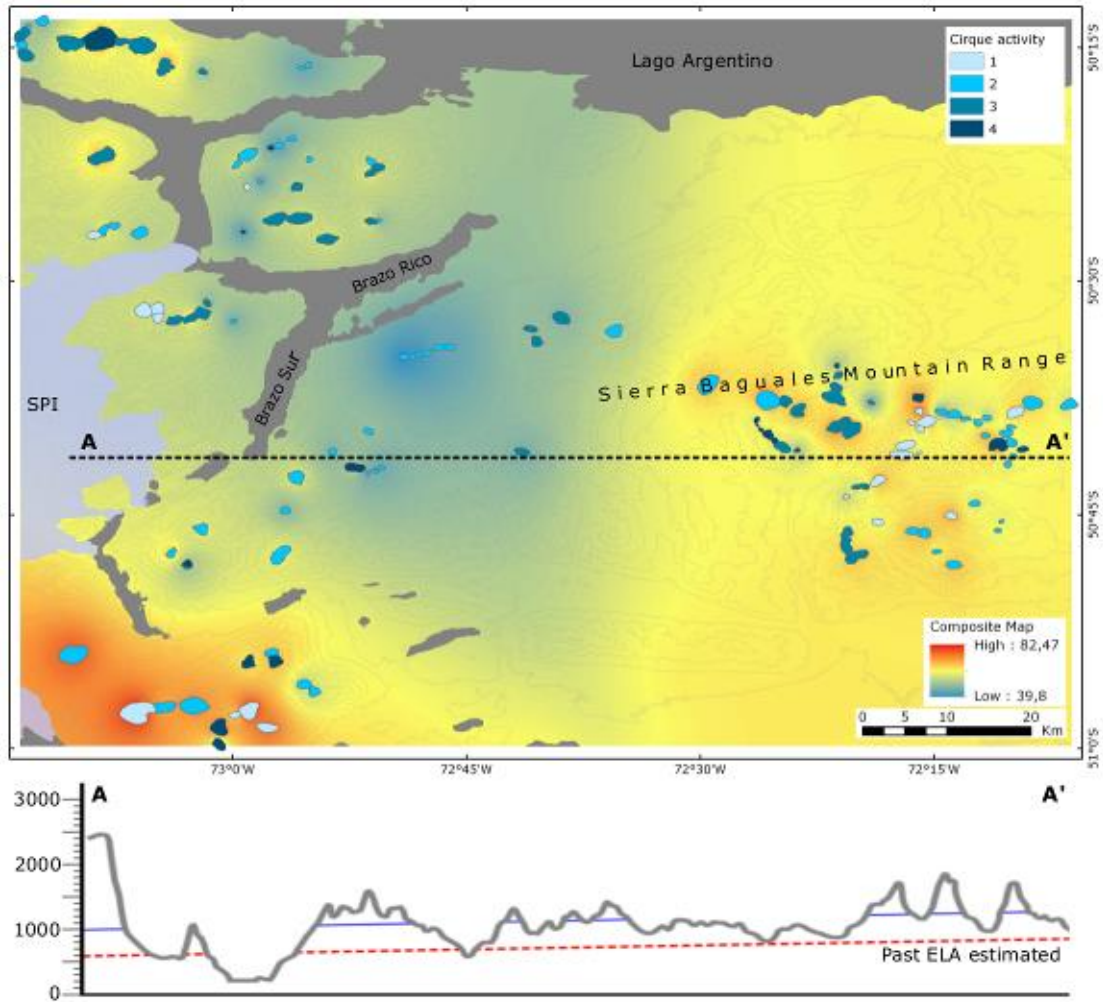 Lago Argentino
Cirque activity
1
2
3
4
50°15'S
Brazo Rico
50°30'S
Brazo Sur
Sierra Baguales Mountain Range
SPI
A
A'
50°45'S
Composite Map
High : 82,47
Low : 39,8
0 5 10 20
Km
51°0'S
73°0'W
72°45'W
72°30'W
72°15'W
A
A'
3000
2000
1000
0
Past ELA estimated